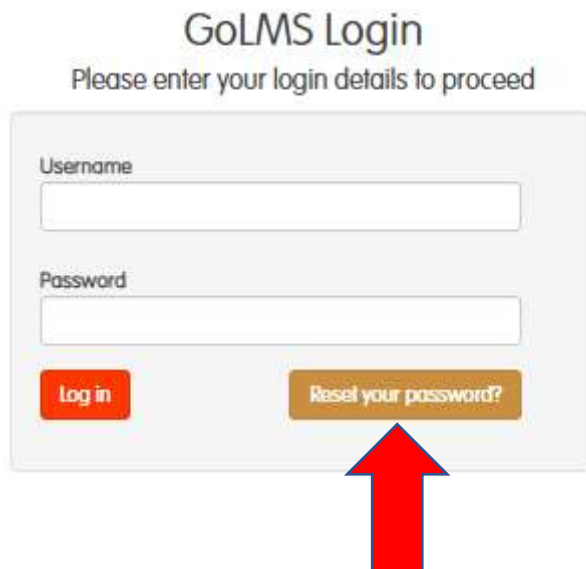 GoLMS Login
Please enter your login details to proceed
Username
Password
Log in
Reset your password?